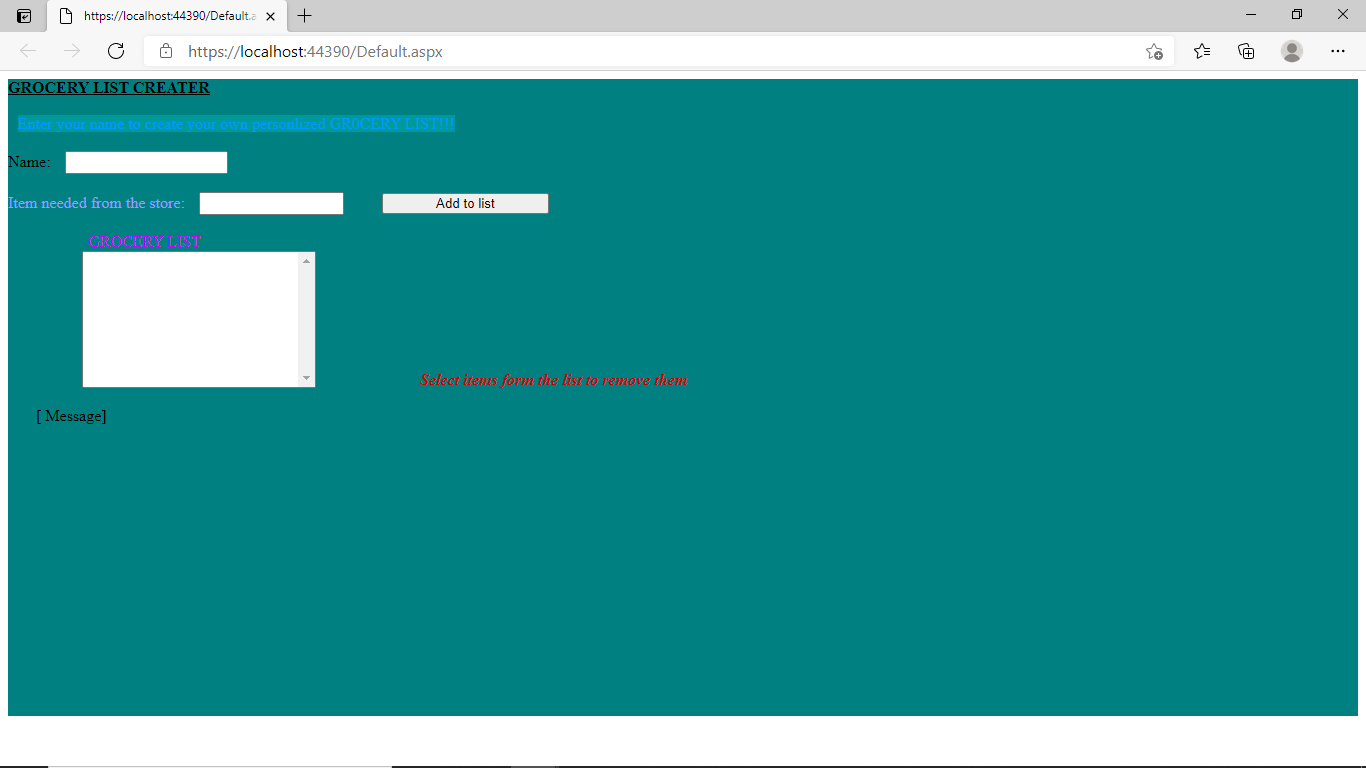 https://localhost:44390/Default.a
https://localhost:44390/Default.aspx
GROCERY LIST CREATER
Enter your name to create your own personlized GROCERY LIST!!!
Name:
Item needed from the store:
Add to list
GROCERY LIST
Select items form the list to remove them
[ Message]